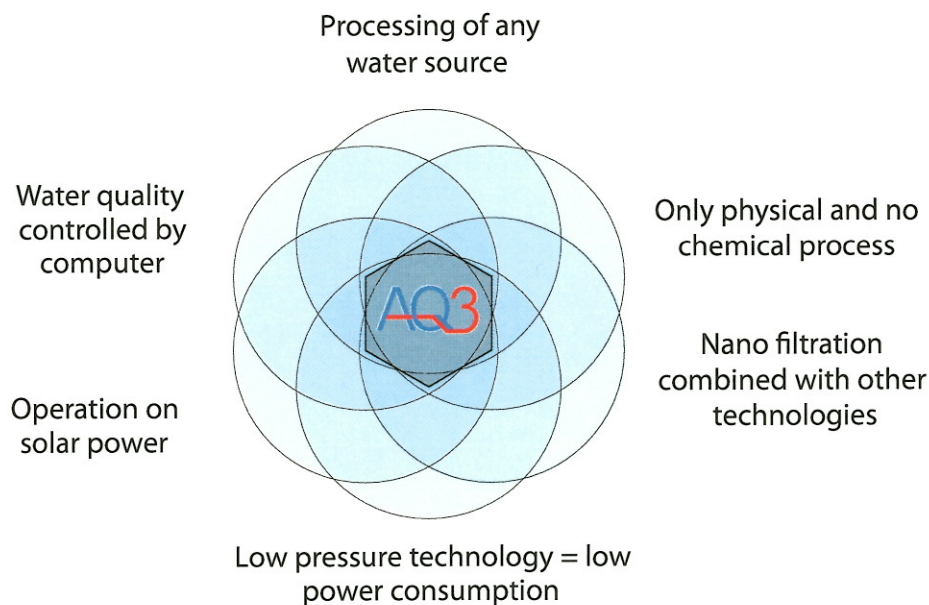 Processing of any
water source
Water quality
controlled by
computer
Only physical and no
chemical process
AQ3
Nano filtration
combined with other
technologies
Operation on
solar power
Low pressure technology = low
power consumption